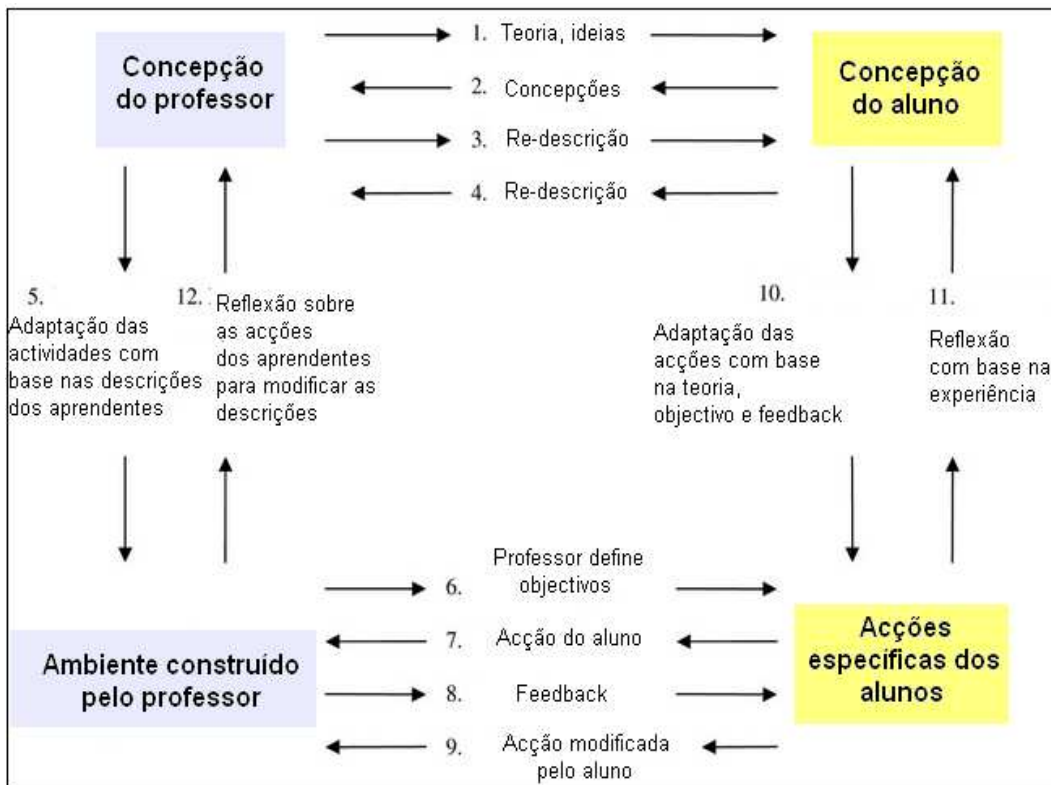 Concepção
do professor
1. Teoria, ideias
2. Concepções
3. Re-descrição
4. Re-descrição
Concepção
do aluno
5.
Adaptação das
actividades com
base nas descrições
dos aprendentes
12.
Reflexão sobre
as acções
dos aprendentes
para modificar as
descrições
10.
Adaptação das
acções com base
na teoria,
objectivo e feedback
11.
Reflexão
com base na
experiência
Ambiente construído
pelo professor
6. Professor define
objectivos
7. Acção do aluno
8. Feedback
9. Acção modificada
pelo aluno
Acções
específicas dos
alunos